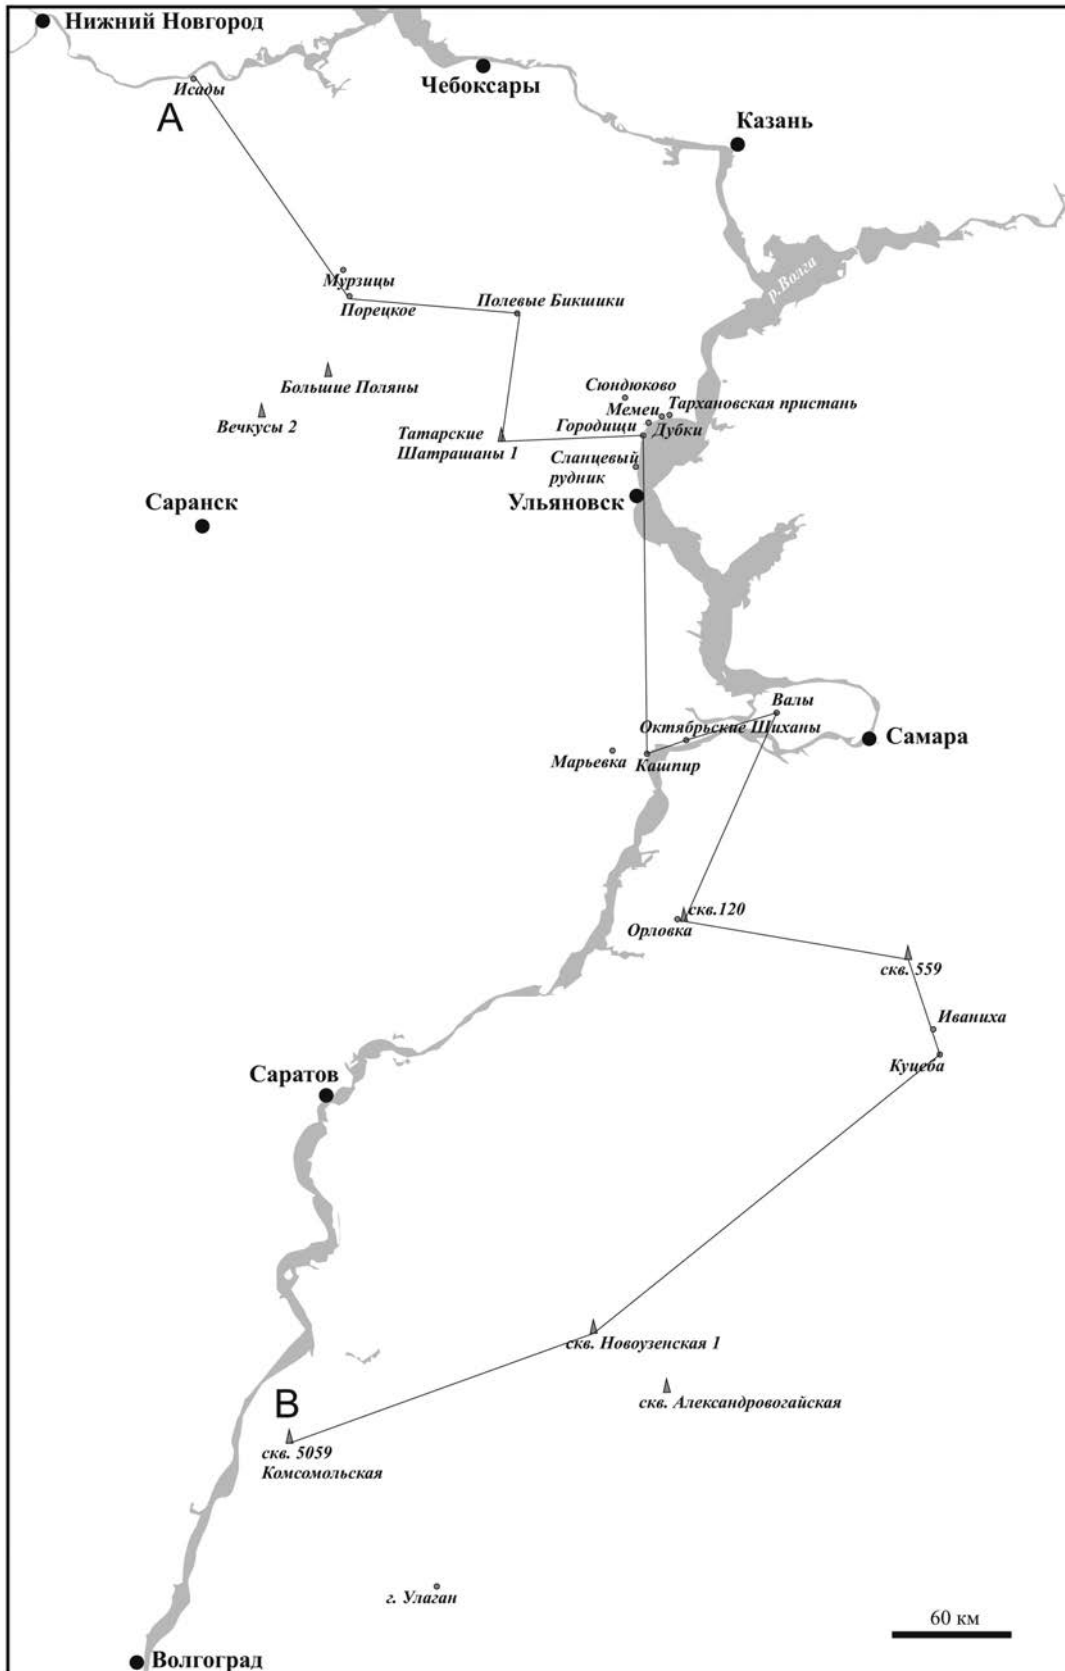 Нижний Новгород
Чебоксары
Исады
А
Казань
р.Волга
Мурзицы
Порецкое
Полевые Бикшики
Большие Поляны
Вечкусы 2
Сюндюково
Мемеи
Тархановская пристань
Городищи
Дубки
Татарские
Шатрашаны 1
Сланцевый
рудник
Ульяновск
Саранск
Валы
Октябрьские Шиханы
Самара
Марьевка
Кашпир
скв.120
Орловка
скв. 559
Иваниха
Куцеба
Саратов
скв. Новоузенская 1
скв. Александровогайская
В
скв. 5059
Комсомольская
г. Улаган
60 км
Волгоград